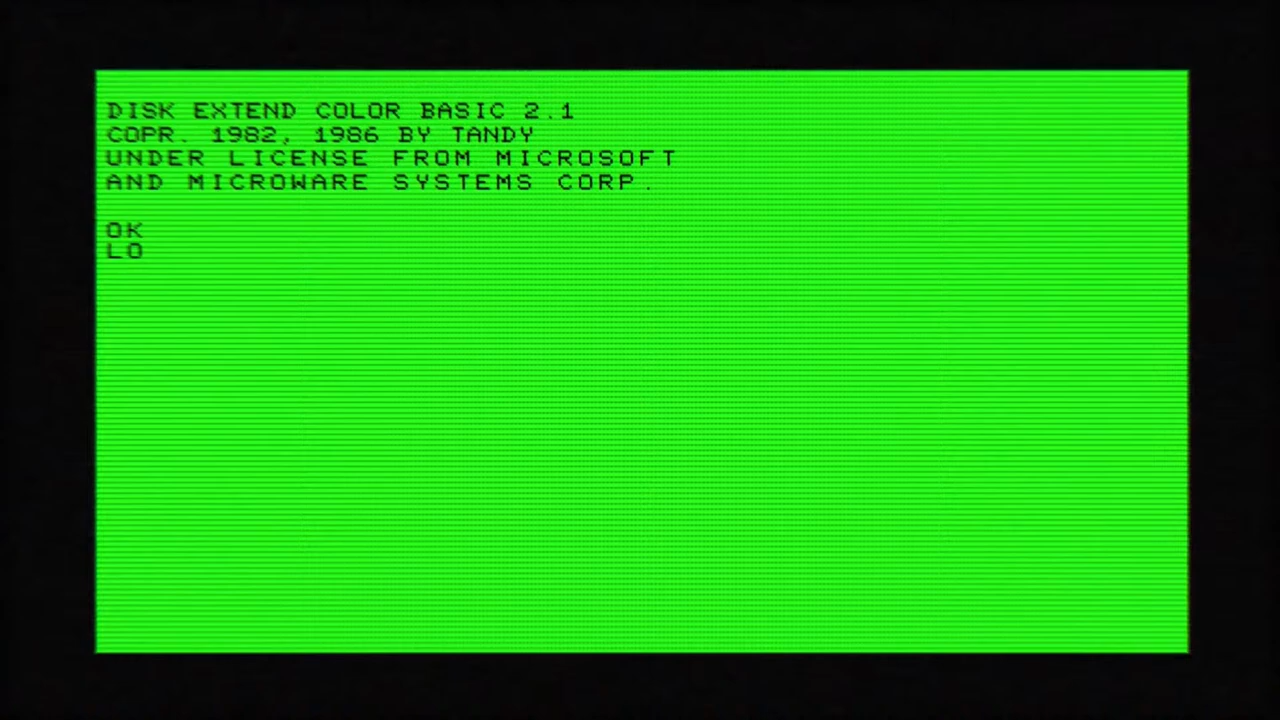 DISK EXTEND COLOR BASIC 2.1
COPR. 1982, 1986 BY TANDY
UNDER LICENSE FROM MICROSOFT
AND MICROWARE SYSTEMS CORP.
OK
LO